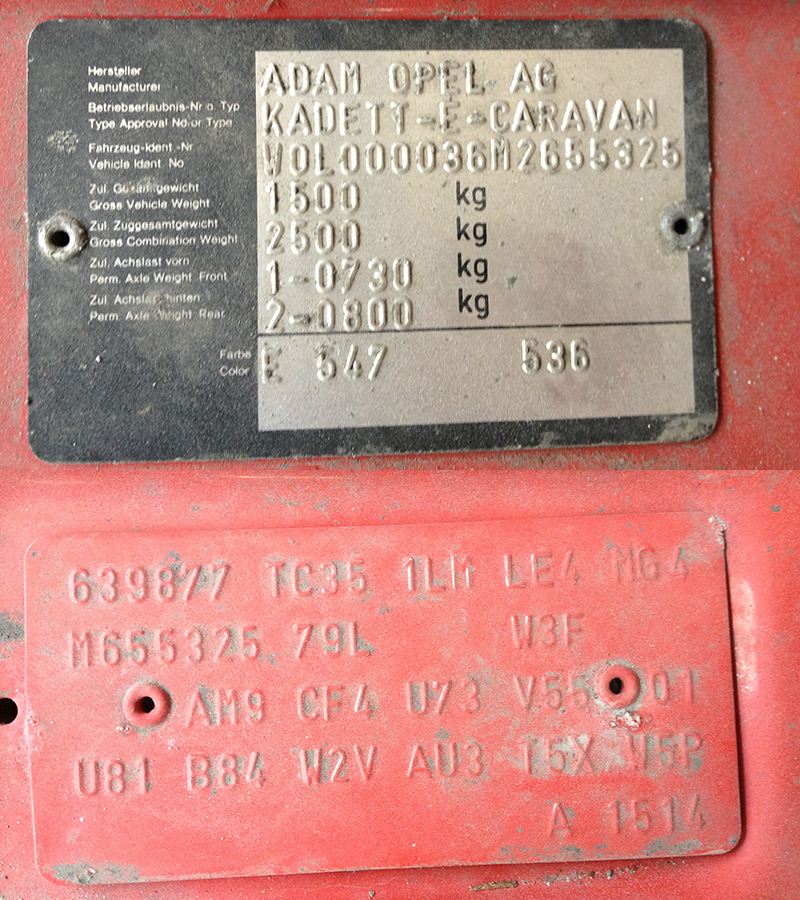 Hersteller
Manufacturer
ADAM OPEL AG
Betriebserlaubnis-Nr o. Typ
Type Approval No. or Type
KADETT-E-CARAVAN
Fahrzeug-Ident.-Nr
Vehicle Ident. No
W0L000036M2655325
Zul. Gesamtgewicht
Gross Vehicle Weight
1500 kg
Zul. Zuggesamtgewicht
Gross Combination Weight
2500 kg
Zul. Achslast vorn
Perm. Axle Weight Front
1-0730 kg
Zul. Achslast hinten
Perm. Axle Weight Rear
2-0800 kg
Farbe
Color
E 547 536
639877 TC35 1LM LE4 NG4
M655325 79L W3F
AM9 CF4 U73 V55 01
U81 B84 W2V AU3 T5X W5P
A 1514